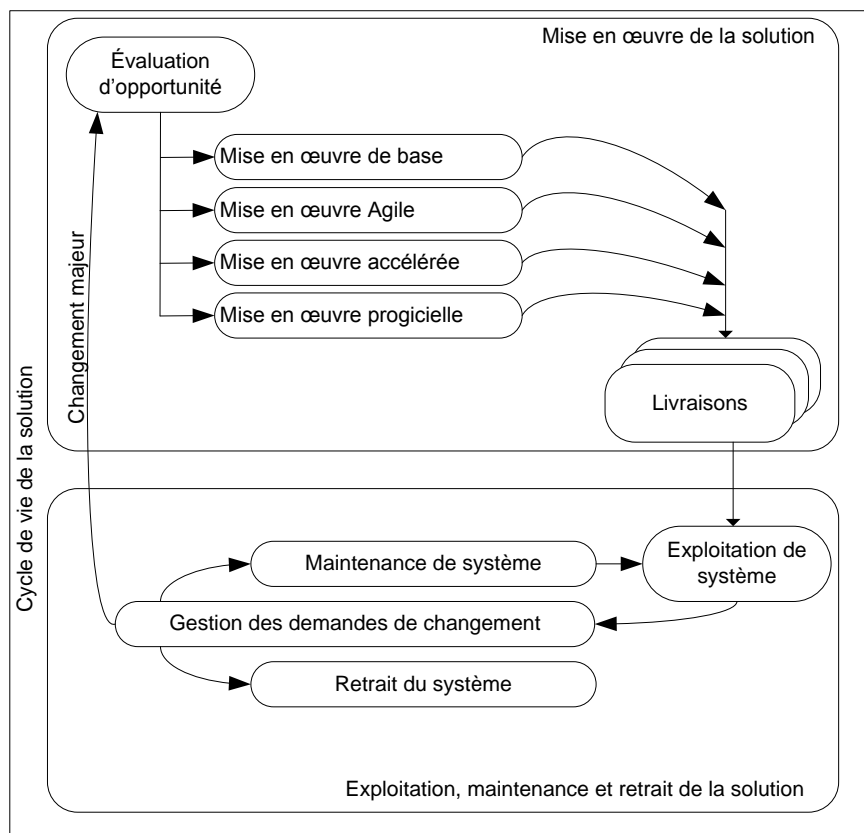 Mise en œuvre de la solution
Évaluation
d'opportunité
Mise en œuvre de base
Mise en œuvre Agile
Mise en œuvre accélérée
Mise en œuvre progicielle
Livraisons
Changement majeur
Cycle de vie de la solution
Maintenance de système
Exploitation de
système
Gestion des demandes de changement
Retrait du système
Exploitation, maintenance et retrait de la solution